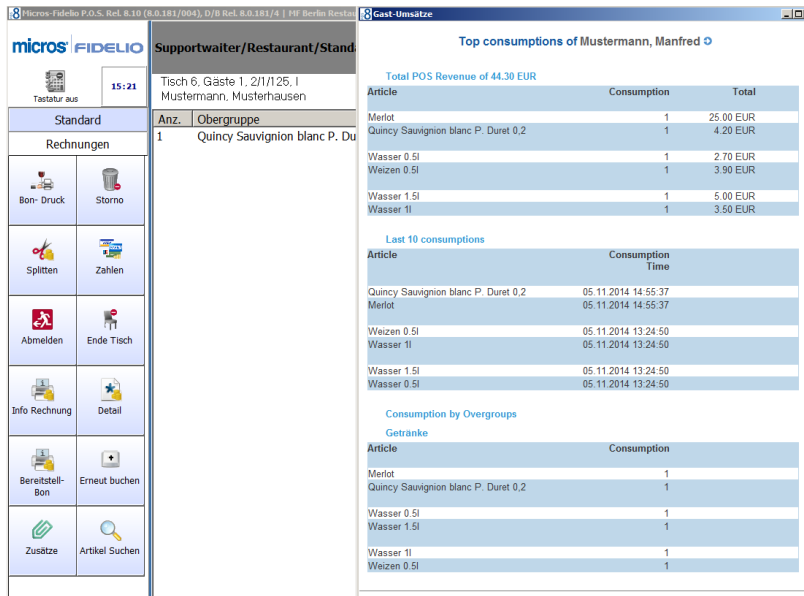 Micros-Fidelio P.O.S. Rel. 8.10 (8.0.181/004), D/B Rel. 8.0.181/4 | MF Berlin Restau
micros® FIDELIO
Tastatur aus
15:21
Standard
Rechnungen
Bon- Druck
Storno
Splitten
Zahlen
Abmelden
Ende Tisch
Info Rechnung
Detail
Bereitstell-
Bon
Erneut buchen
Zusätze
Artikel Suchen
Supportwaiter/Restaurant/Standa
Tisch 6, Gäste 1, 2/1/125, I
Mustermann, Musterhausen
Anz. Obergruppe
1 Quincy Sauvignion blanc P. Du
Gast-Umsätze
Top consumptions of Mustermann, Manfred
Total POS Revenue of 44.30 EUR
Article Consumption Total
Merlot 1 25.00 EUR
Quincy Sauvignion blanc P. Duret 0,2 1 4.20 EUR
Wasser 0.5l 1 2.70 EUR
Weizen 0.5l 1 3.90 EUR
Wasser 1.5l 1 5.00 EUR
Wasser 1l 1 3.50 EUR
Last 10 consumptions
Article Consumption
Time
Quincy Sauvignion blanc P. Duret 0,2 05.11.2014 14:55:37
Merlot 05.11.2014 14:55:37
Weizen 0.5l 05.11.2014 13:24:50
Wasser 1l 05.11.2014 13:24:50
Wasser 1.5l 05.11.2014 13:24:50
Wasser 0.5l 05.11.2014 13:24:50
Consumption by Overgroups
Getränke
Article Consumption
Merlot 1
Quincy Sauvignion blanc P. Duret 0,2 1
Wasser 0.5l 1
Wasser 1.5l 1
Wasser 1l 1
Weizen 0.5l 1